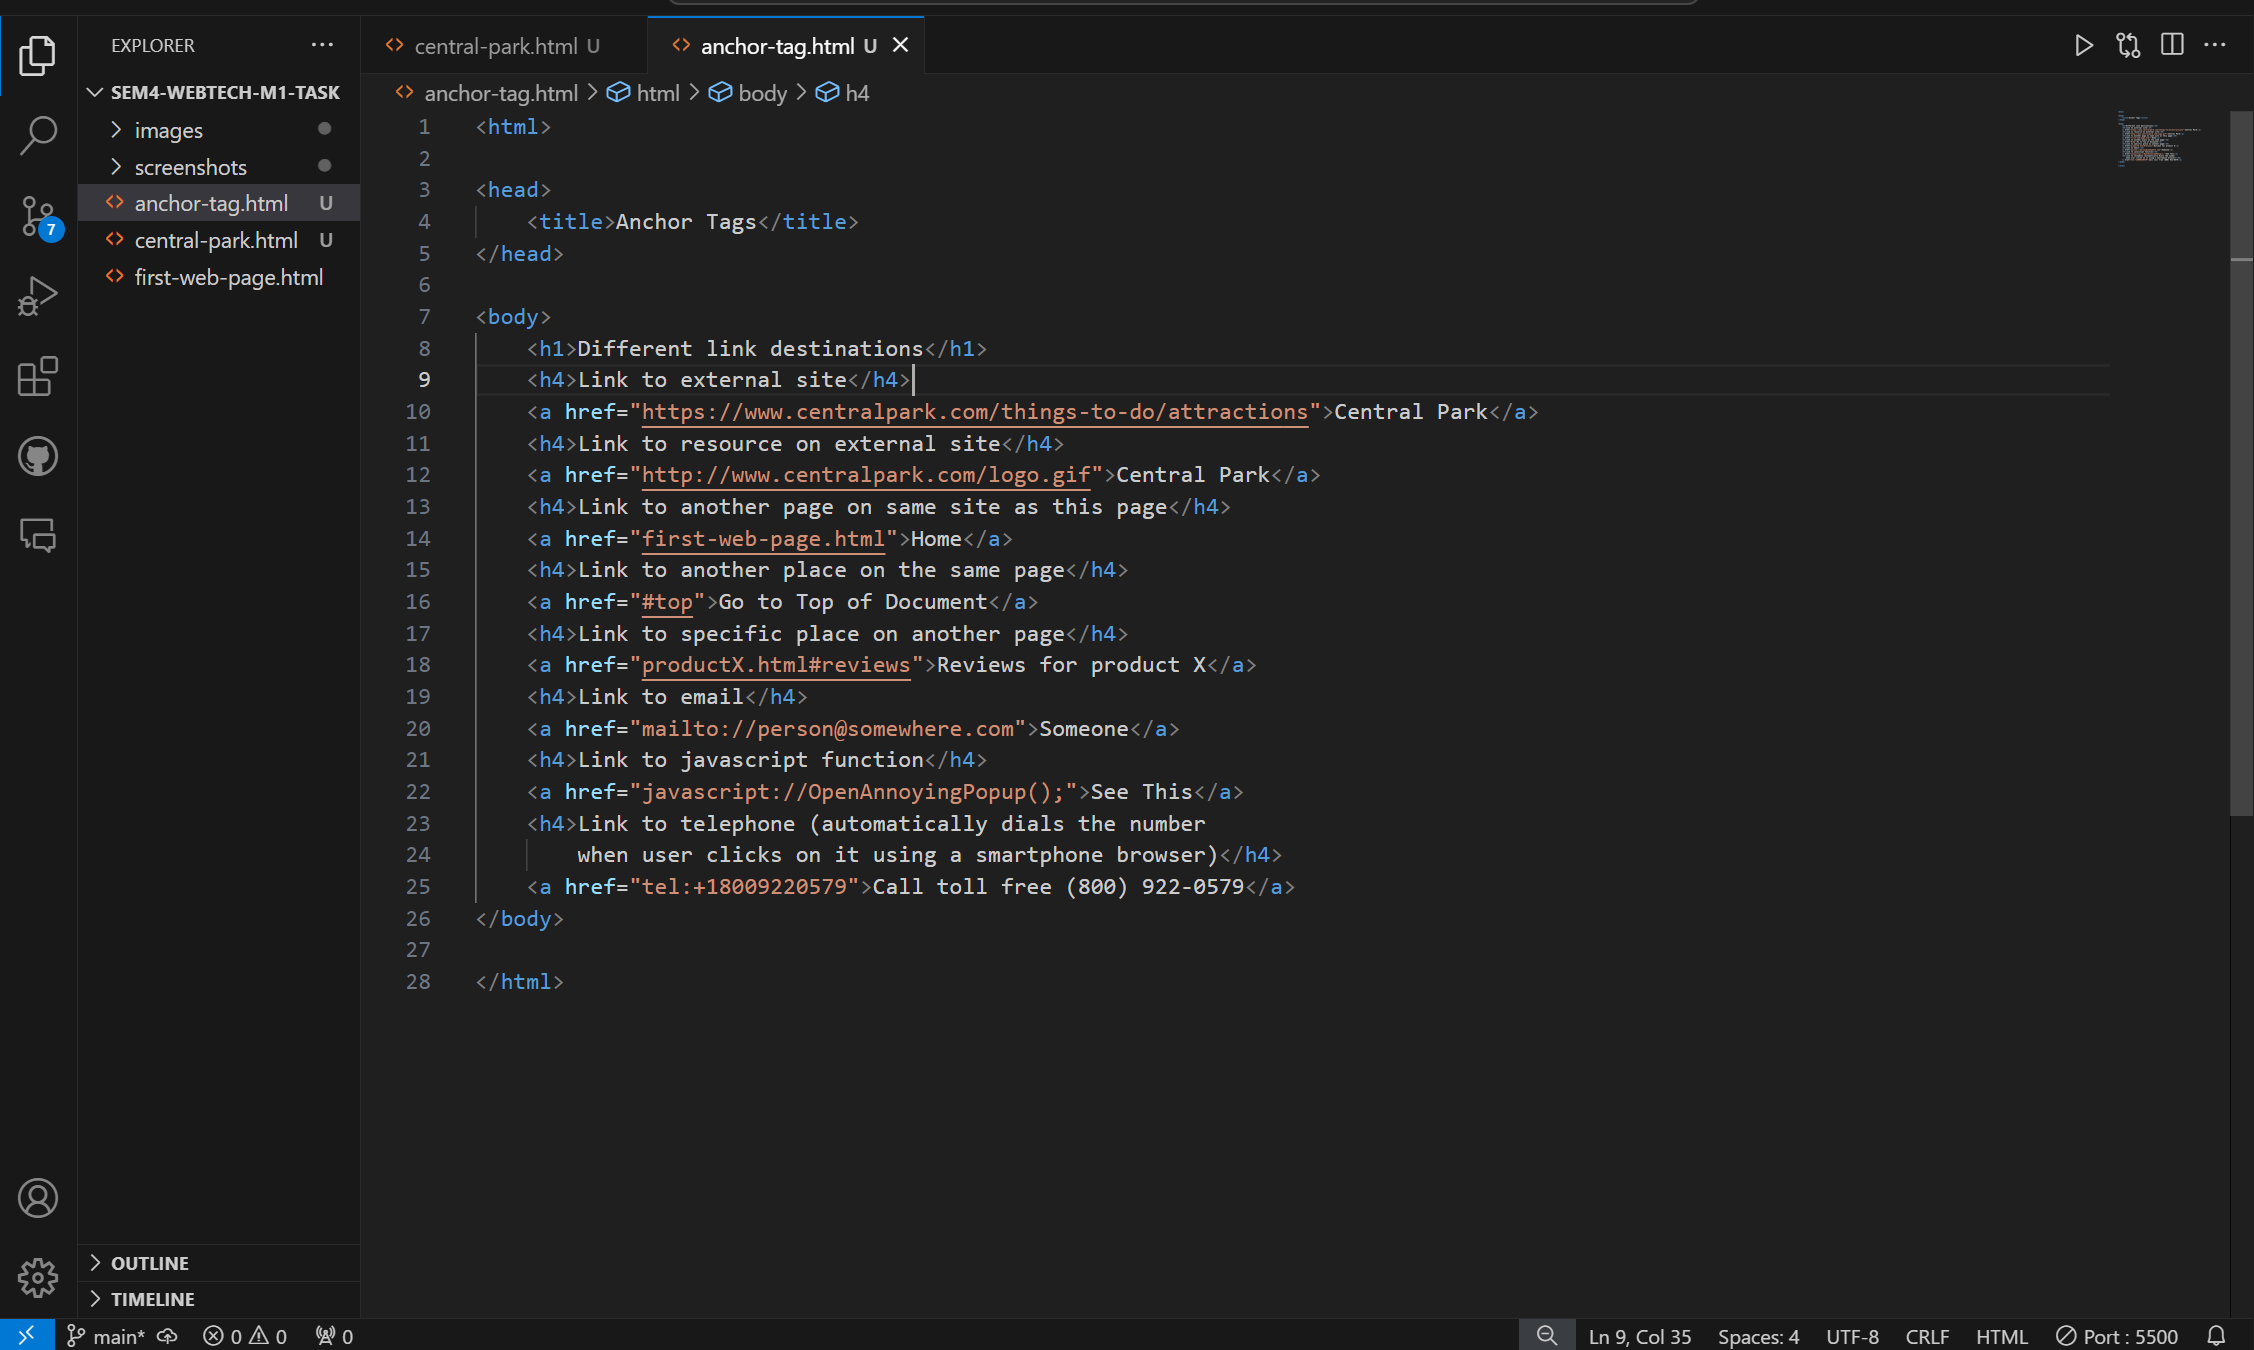 EXPLORER
SEM4-WEBTECH-M1-TASK
images
screenshots
anchor-tag.html U
central-park.html U
first-web-page.html
OUTLINE
TIMELINE
7
central-park.html U
anchor-tag.html U
anchor-tag.html > html > body > h4
1 <html>
2
3 <head>
4 <title>Anchor Tags</title>
5 </head>
6
7 <body>
8 <h1>Different link destinations</h1>
9 <h4>Link to external site</h4>
10 <a href="https://www.centralpark.com/things-to-do/attractions">Central Park</a>
11 <h4>Link to resource on external site</h4>
12 <a href="http://www.centralpark.com/logo.gif">Central Park</a>
13 <h4>Link to another page on same site as this page</h4>
14 <a href="first-web-page.html">Home</a>
15 <h4>Link to another place on the same page</h4>
16 <a href="#top">Go to Top of Document</a>
17 <h4>Link to specific place on another page</h4>
18 <a href="productX.html#reviews">Reviews for product X</a>
19 <h4>Link to email</h4>
20 <a href="mailto://person@somewhere.com">Someone</a>
21 <h4>Link to javascript function</h4>
22 <a href="javascript://OpenAnnoyingPopup();">See This</a>
23 <h4>Link to telephone (automatically dials the number
24 when user clicks on it using a smartphone browser)</h4>
25 <a href="tel:+18009220579">Call toll free (800) 922-0579</a>
26 </body>
27
28 </html>
main* 0 0 0 Ln 9, Col 35 Spaces: 4 UTF-8 CRLF HTML Port : 5500